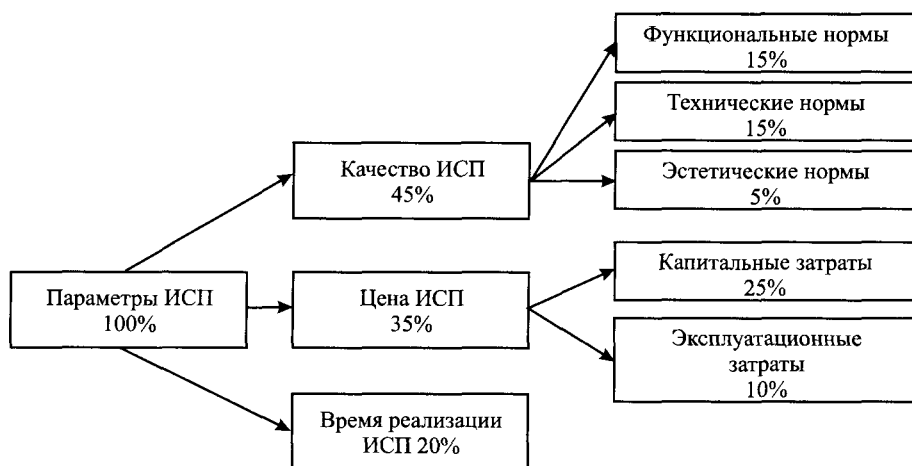 Функциональные нормы
15%
Технические нормы
15%
Качество ИСП
45%
Эстетические нормы
5%
Параметры ИСП
100%
Цена ИСП
35%
Капитальные затраты
25%
Эксплуатационные
затраты
10%
Время реализации
ИСП 20%